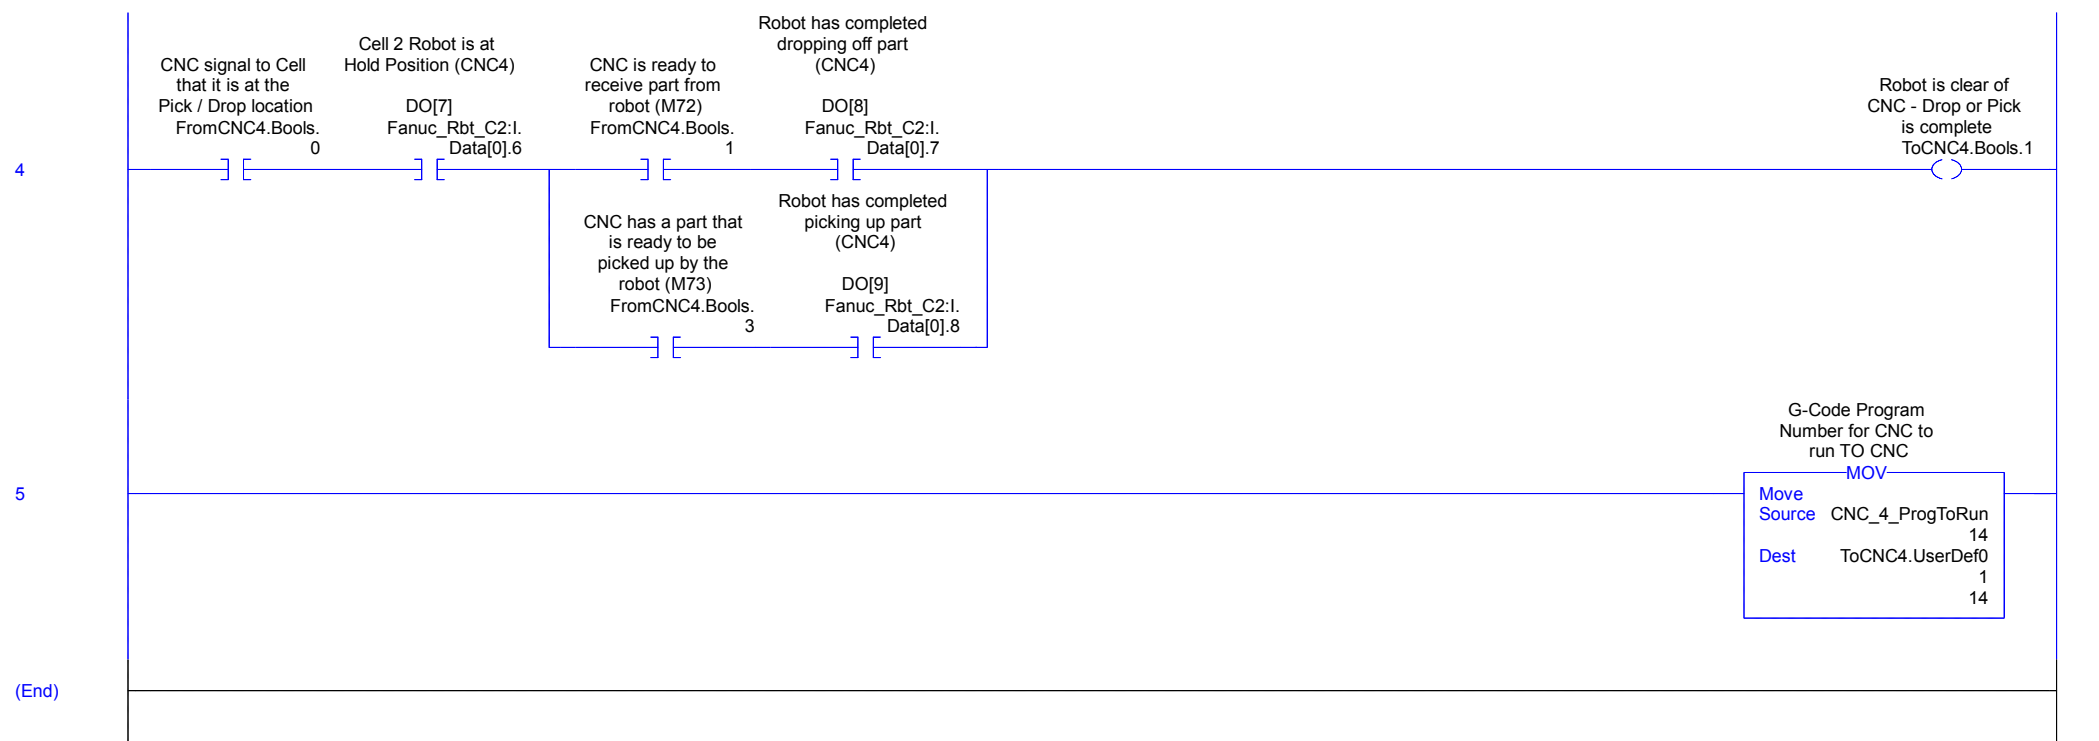 CNC signal to Cell
that it is at the
Pick / Drop location
FromCNC4.Bools.
0
Cell 2 Robot is at
Hold Position (CNC4)
DO[7]
Fanuc_Rbt_C2:I.
Data[0].6
CNC is ready to
receive part from
robot (M72)
FromCNC4.Bools.
1
Robot has completed
dropping off part
(CNC4)
DO[8]
Fanuc_Rbt_C2:I.
Data[0].7
Robot is clear of
CNC - Drop or Pick
is complete
ToCNC4.Bools.1
4
CNC has a part that
is ready to be
picked up by the
robot (M73)
FromCNC4.Bools.
3
Robot has completed
picking up part
(CNC4)
DO[9]
Fanuc_Rbt_C2:I.
Data[0].8
G-Code Program
Number for CNC to
run TO CNC
MOV
5
Move
Source CNC_4_ProgToRun
14
Dest ToCNC4.UserDef0
1
14
(End)